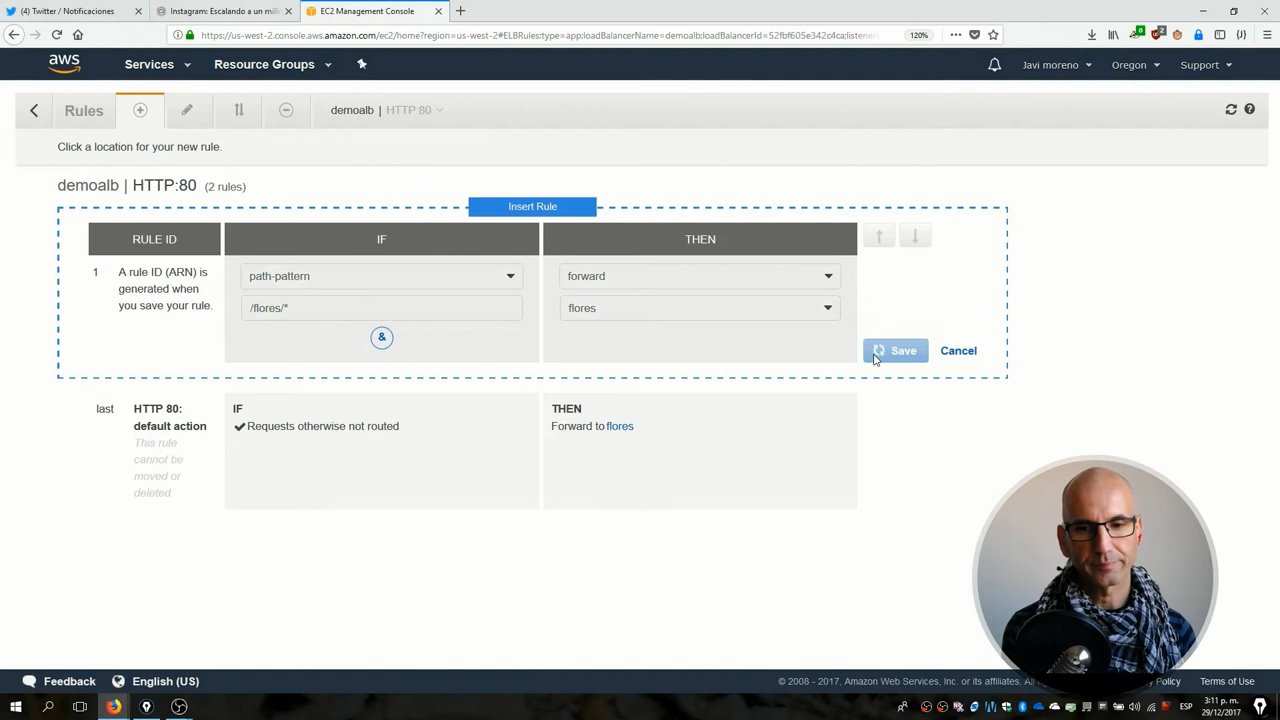 (4) Twitter / Notificaciones
Instagram: Escalando a un mill
EC2 Management Console
https://us-west-2.console.aws.amazon.com/ec2/home?region=us-west-2#ELBRules:type=app;loadBalancerName=demoalb;loadBalancerId=52fbf605e342c4ca;listener
120%
aws
Services
Resource Groups
Javi moreno
Oregon
Support
Rules
demoalb | HTTP:80
Click a location for your new rule.
demoalb | HTTP:80 (2 rules)
Insert Rule
RULE ID
IF
THEN
1
A rule ID (ARN) is
generated when
you save your rule.
path-pattern
/flores/*
&
forward
flores
Save
Cancel
last
HTTP 80:
default action
This rule
cannot be
moved or
deleted
IF
Requests otherwise not routed
THEN
Forward to flores
Feedback
English (US)
© 2008 - 2017, Amazon Web Services, Inc. or its affiliates. Al
y Policy
Terms of Use
ESP
3:11 p. m.
29/12/2017